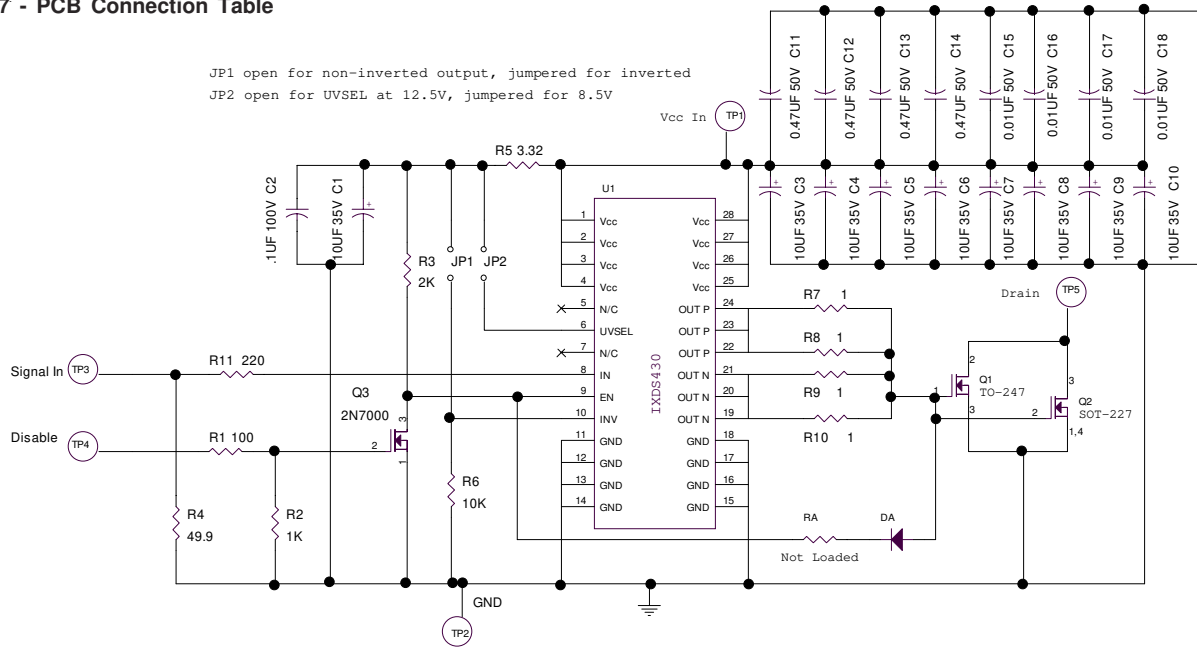 7 - PCB Connection Table
JP1 open for non-inverted output, jumpered for inverted
JP2 open for UVSEL at 12.5V, jumpered for 8.5V
Vcc In
TP1
0.47UF 50V C11
0.47UF 50V C12
0.47UF 50V C13
0.47UF 50V C14
0.01UF 50V C15
0.01UF 50V C16
0.01UF 50V C17
0.01UF 50V C18
10UF 35V C3
10UF 35V C4
10UF 35V C5
10UF 35V C6
10UF 35V C7
10UF 35V C8
10UF 35V C9
10UF 35V C10
+ + + + + + + +
.1UF 100V C2
10UF 35V C1
+
R5 3.32
R3
2K
JP1
JP2
U1
IXDS430
1 Vcc
2 Vcc
3 Vcc
4 Vcc
5 N/C
6 UVSEL
7 N/C
8 IN
9 EN
10 INV
11 GND
12 GND
13 GND
14 GND
Vcc 28
Vcc 27
Vcc 26
Vcc 25
OUT P 24
OUT P 23
OUT P 22
OUT N 21
OUT N 20
OUT N 19
GND 18
GND 17
GND 16
GND 15
R7 1
R8 1
R9 1
R10 1
Drain
TP5
2
1
Q1
TO-247
3
3
Q2
SOT-227
2
1,4
Signal In
TP3
R11 220
Disable
TP4
R1 100
Q3
2N7000
3
2
1
R4
49.9
R2
1K
R6
10K
RA
DA
Not Loaded
GND
TP2